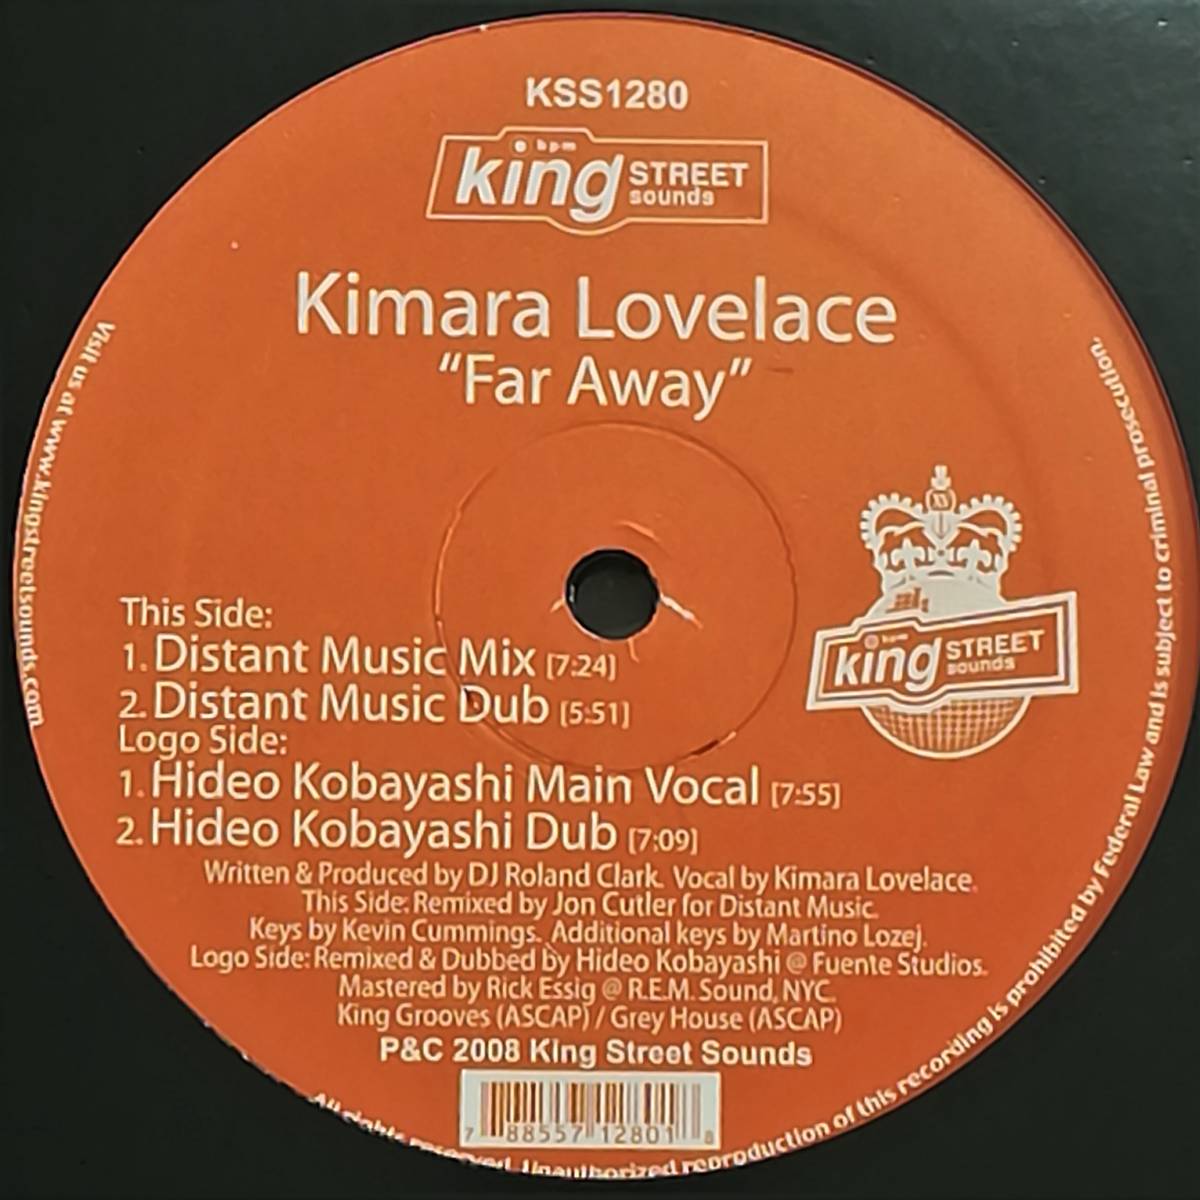 KSS1280
bpm
king STREET
sounds
Kimara Lovelace
“Far Away”
This Side:
1. Distant Music Mix [7:24]
2. Distant Music Dub [5:51]
Logo Side:
1. Hideo Kobayashi Main Vocal [7:55]
2. Hideo Kobayashi Dub [7:09]
bpm
king STREET
sounds
Written & Produced by DJ Roland Clark. Vocal by Kimara Lovelace.
This Side: Remixed by Jon Cutler for Distant Music.
Keys by Kevin Cummings. Additional keys by Martino Lozej.
Logo Side: Remixed & Dubbed by Hideo Kobayashi @ Fuente Studios.
Mastered by Rick Essig @ R.E.M. Sound, NYC.
King Grooves (ASCAP) / Grey House (ASCAP)
P&C 2008 King Street Sounds
7 88557 12801 8
Visit us at www.kingstreetsounds.com
All rights reserved. Unauthorized reproduction of this recording is prohibited by Federal Law and is subject to criminal prosecution.